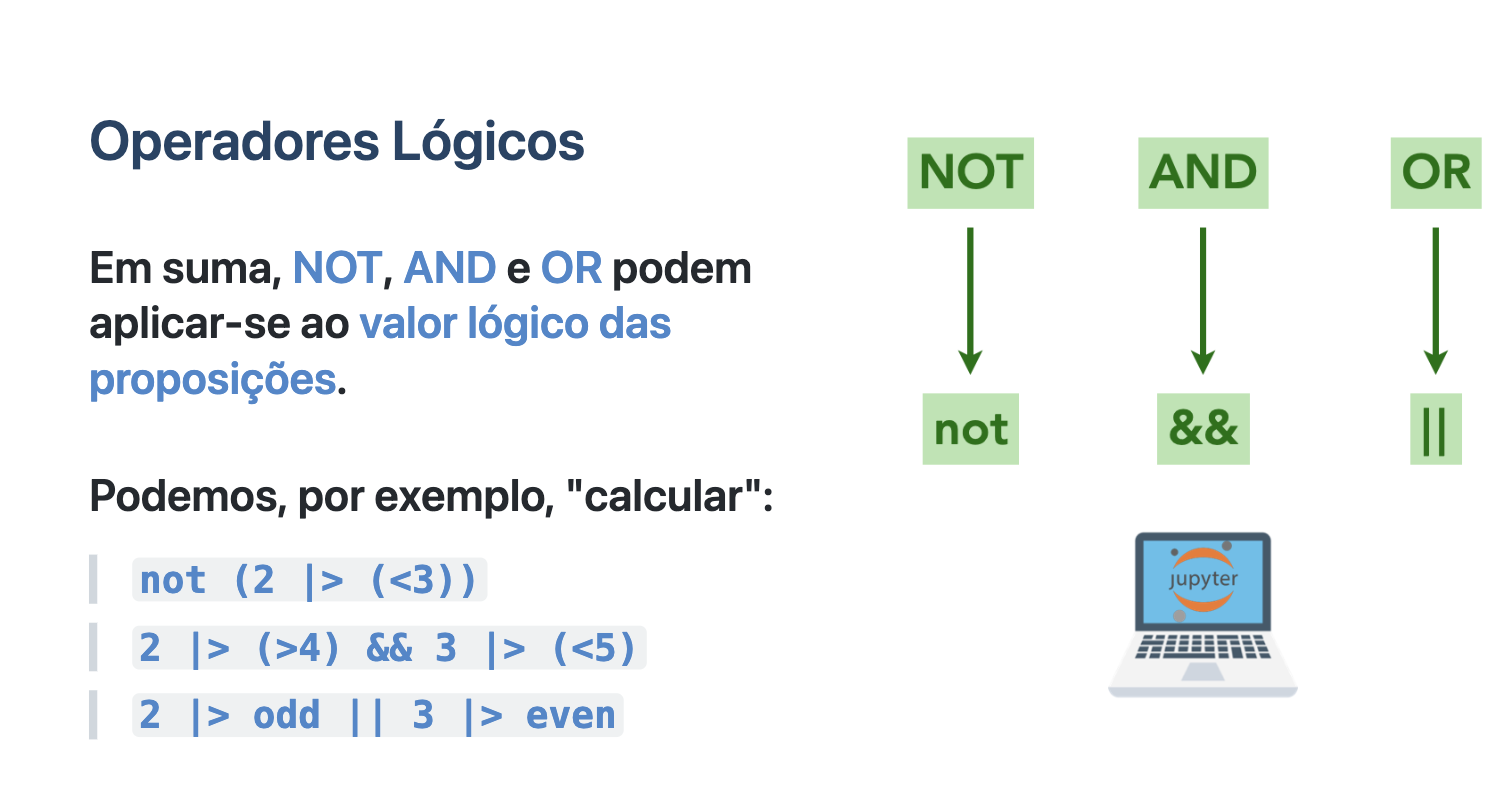 Operadores Lógicos
Em suma, NOT, AND e OR podem
aplicar-se ao valor lógico das
proposições.
Podemos, por exemplo, "calcular":
not (2 |> (<3))
2 |> (>4) && 3 |> (<5)
2 |> odd || 3 |> even
NOT AND OR
not && ||
jupyter